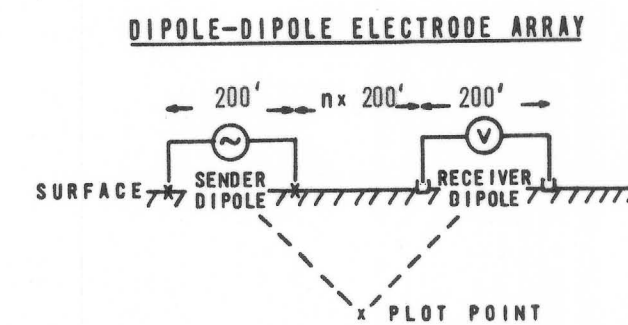 DIPOLE-DIPOLE ELECTRODE ARRAY
200' n x 200' 200'
~ V
SURFACE x SENDER x RECEIVER
DIPOLE DIPOLE
x PLOT POINT